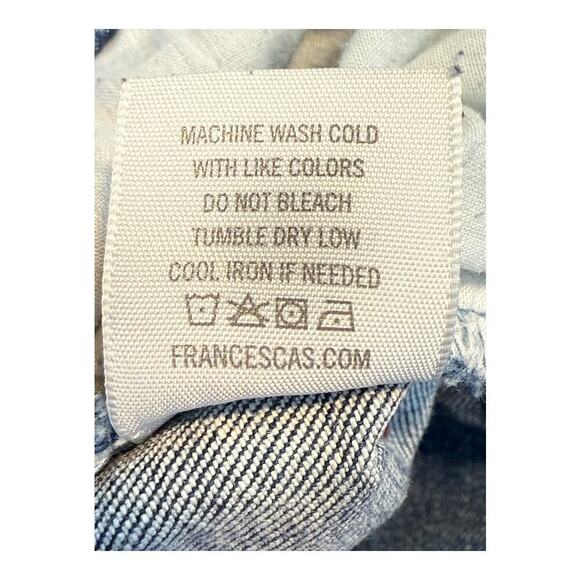 MACHINE WASH COLD
WITH LIKE COLORS
DO NOT BLEACH
TUMBLE DRY LOW
COOL IRON IF NEEDED
FRANCESCAS.COM